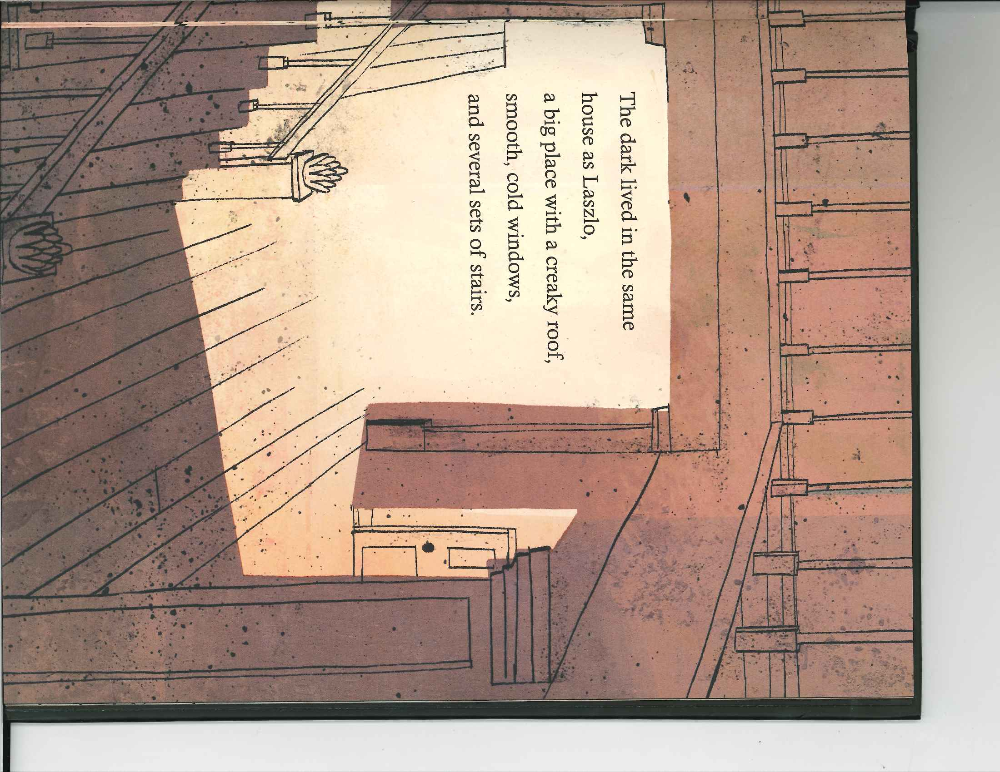 The dark lived in the same
house as Laszlo,
a big place with a creaky roof,
smooth, cold windows,
and several sets of stairs.